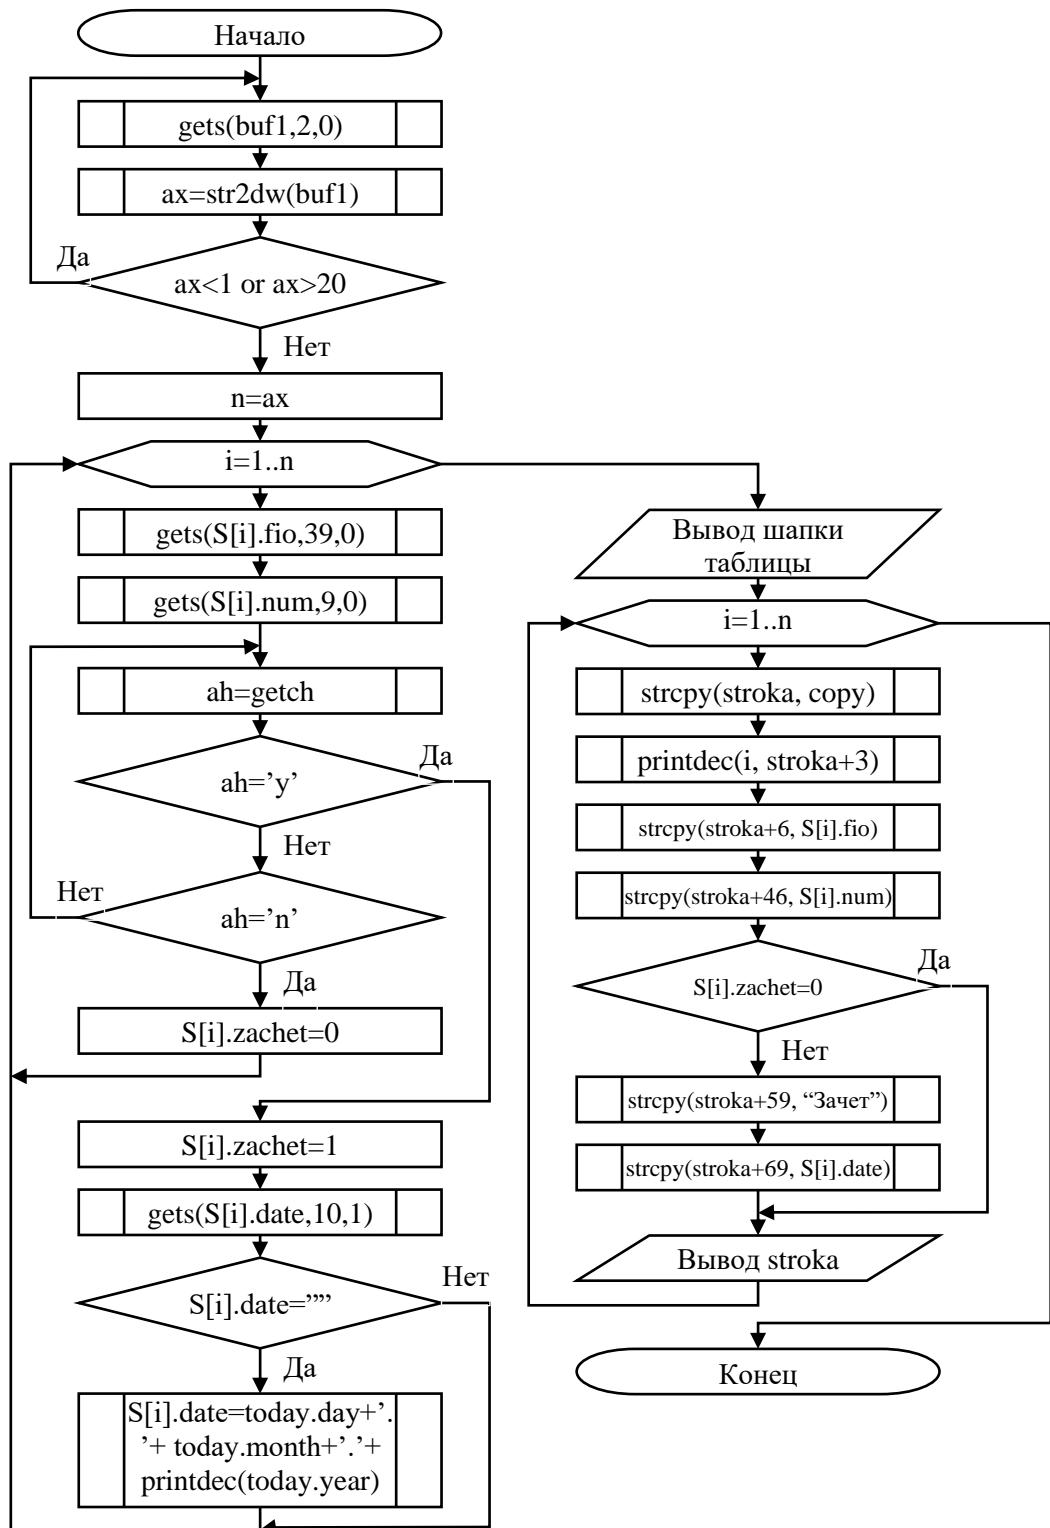 Начало
gets(buf1,2,0)
ax=str2dw(buf1)
Да
ax<1 or ax>20
Нет
n=ax
i=1..n
gets(S[i].fio,39,0)
gets(S[i].num,9,0)
ah=getch
Да
ah=’y’
Нет
Нет
ah=’n’
Да
S[i].zachet=0
S[i].zachet=1
gets(S[i].date,10,1)
Нет
S[i].date=””
Да
S[i].date=today.day+’.
’+ today.month+’.’+
printdec(today.year)
Вывод шапки
таблицы
i=1..n
strcpy(stroka, copy)
printdec(i, stroka+3)
strcpy(stroka+6, S[i].fio)
strcpy(stroka+46, S[i].num)
Да
S[i].zachet=0
Нет
strcpy(stroka+59, “Зачет”)
strcpy(stroka+69, S[i].date)
Вывод stroka
Конец